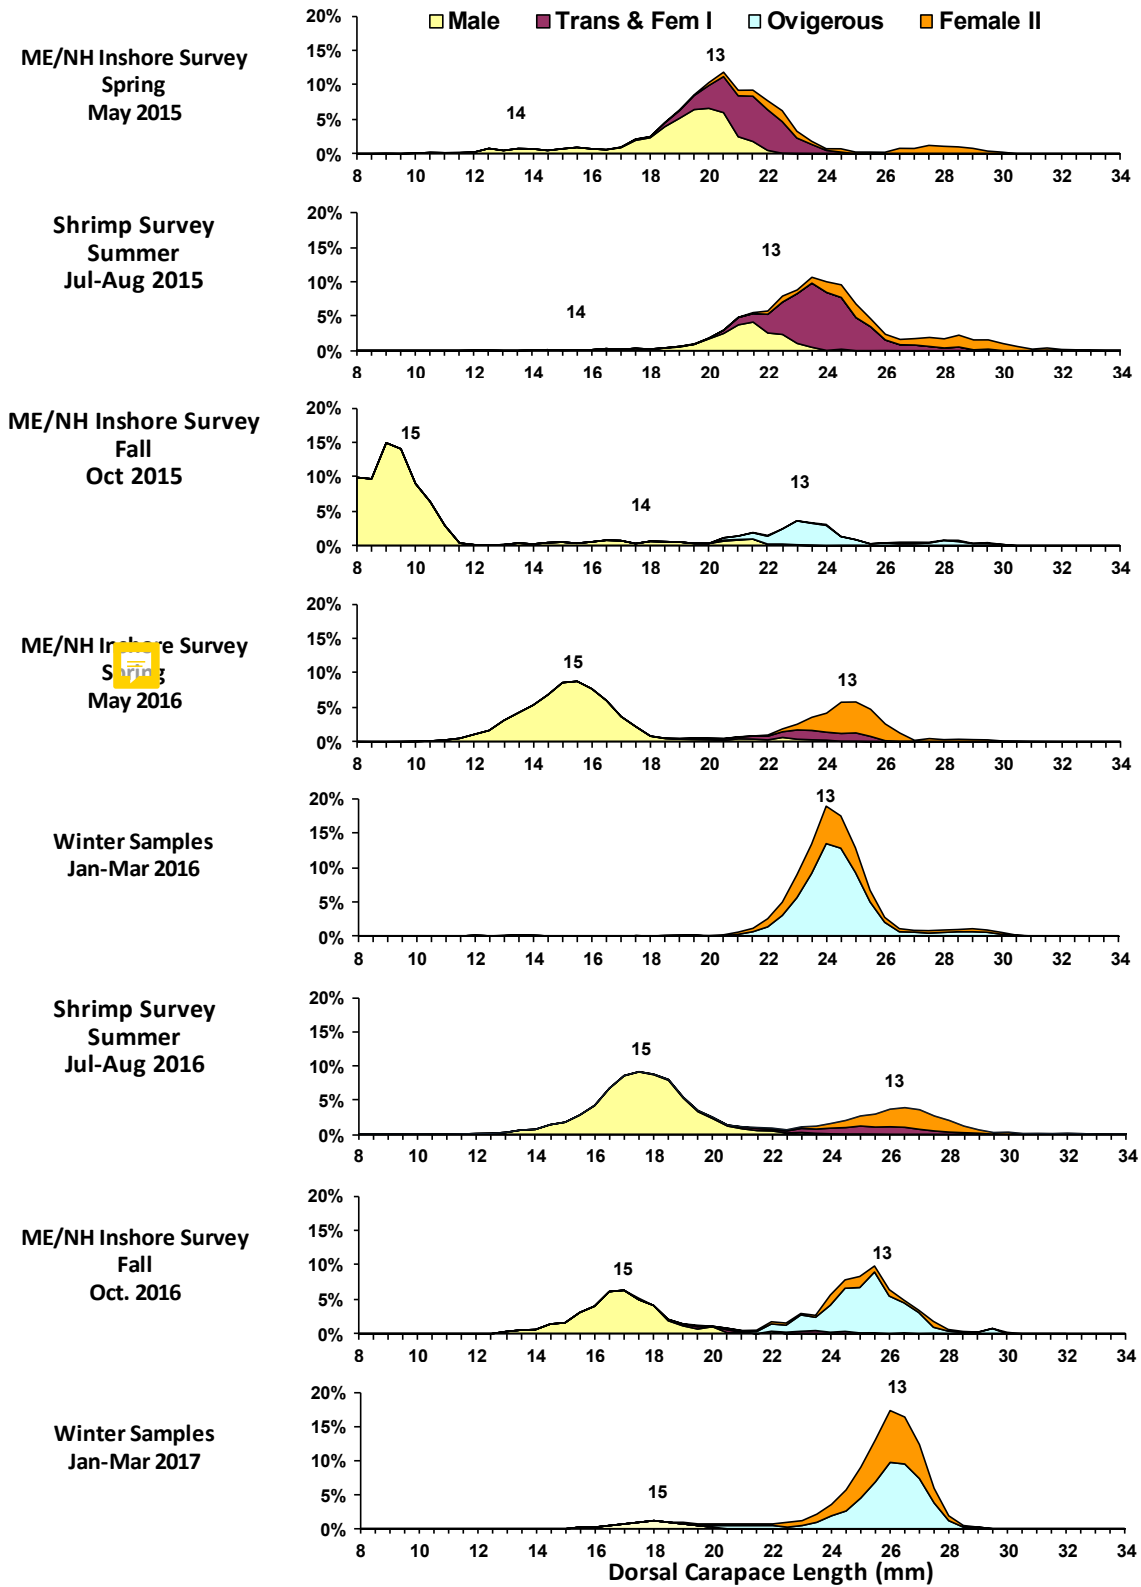 Male Trans & Fem I Ovigerous Female II
ME/NH Inshore Survey
Spring
May 2015
20%
15%
10%
5%
0%
14
13
8 10 12 14 16 18 20 22 24 26 28 30 32 34
Shrimp Survey
Summer
Jul-Aug 2015
20%
15%
10%
5%
0%
14
13
8 10 12 14 16 18 20 22 24 26 28 30 32 34
ME/NH Inshore Survey
Fall
Oct 2015
20%
15%
10%
5%
0%
15
14
13
8 10 12 14 16 18 20 22 24 26 28 30 32 34
ME/NH Inshore Survey
Spring
May 2016
20%
15%
10%
5%
0%
15
13
8 10 12 14 16 18 20 22 24 26 28 30 32 34
Winter Samples
Jan-Mar 2016
20%
15%
10%
5%
0%
13
8 10 12 14 16 18 20 22 24 26 28 30 32 34
Shrimp Survey
Summer
Jul-Aug 2016
20%
15%
10%
5%
0%
15
13
8 10 12 14 16 18 20 22 24 26 28 30 32 34
ME/NH Inshore Survey
Fall
Oct. 2016
20%
15%
10%
5%
0%
15
13
8 10 12 14 16 18 20 22 24 26 28 30 32 34
Winter Samples
Jan-Mar 2017
20%
15%
10%
5%
0%
15
13
8 10 12 14 16 18 20 22 24 26 28 30 32 34
Dorsal Carapace Length (mm)